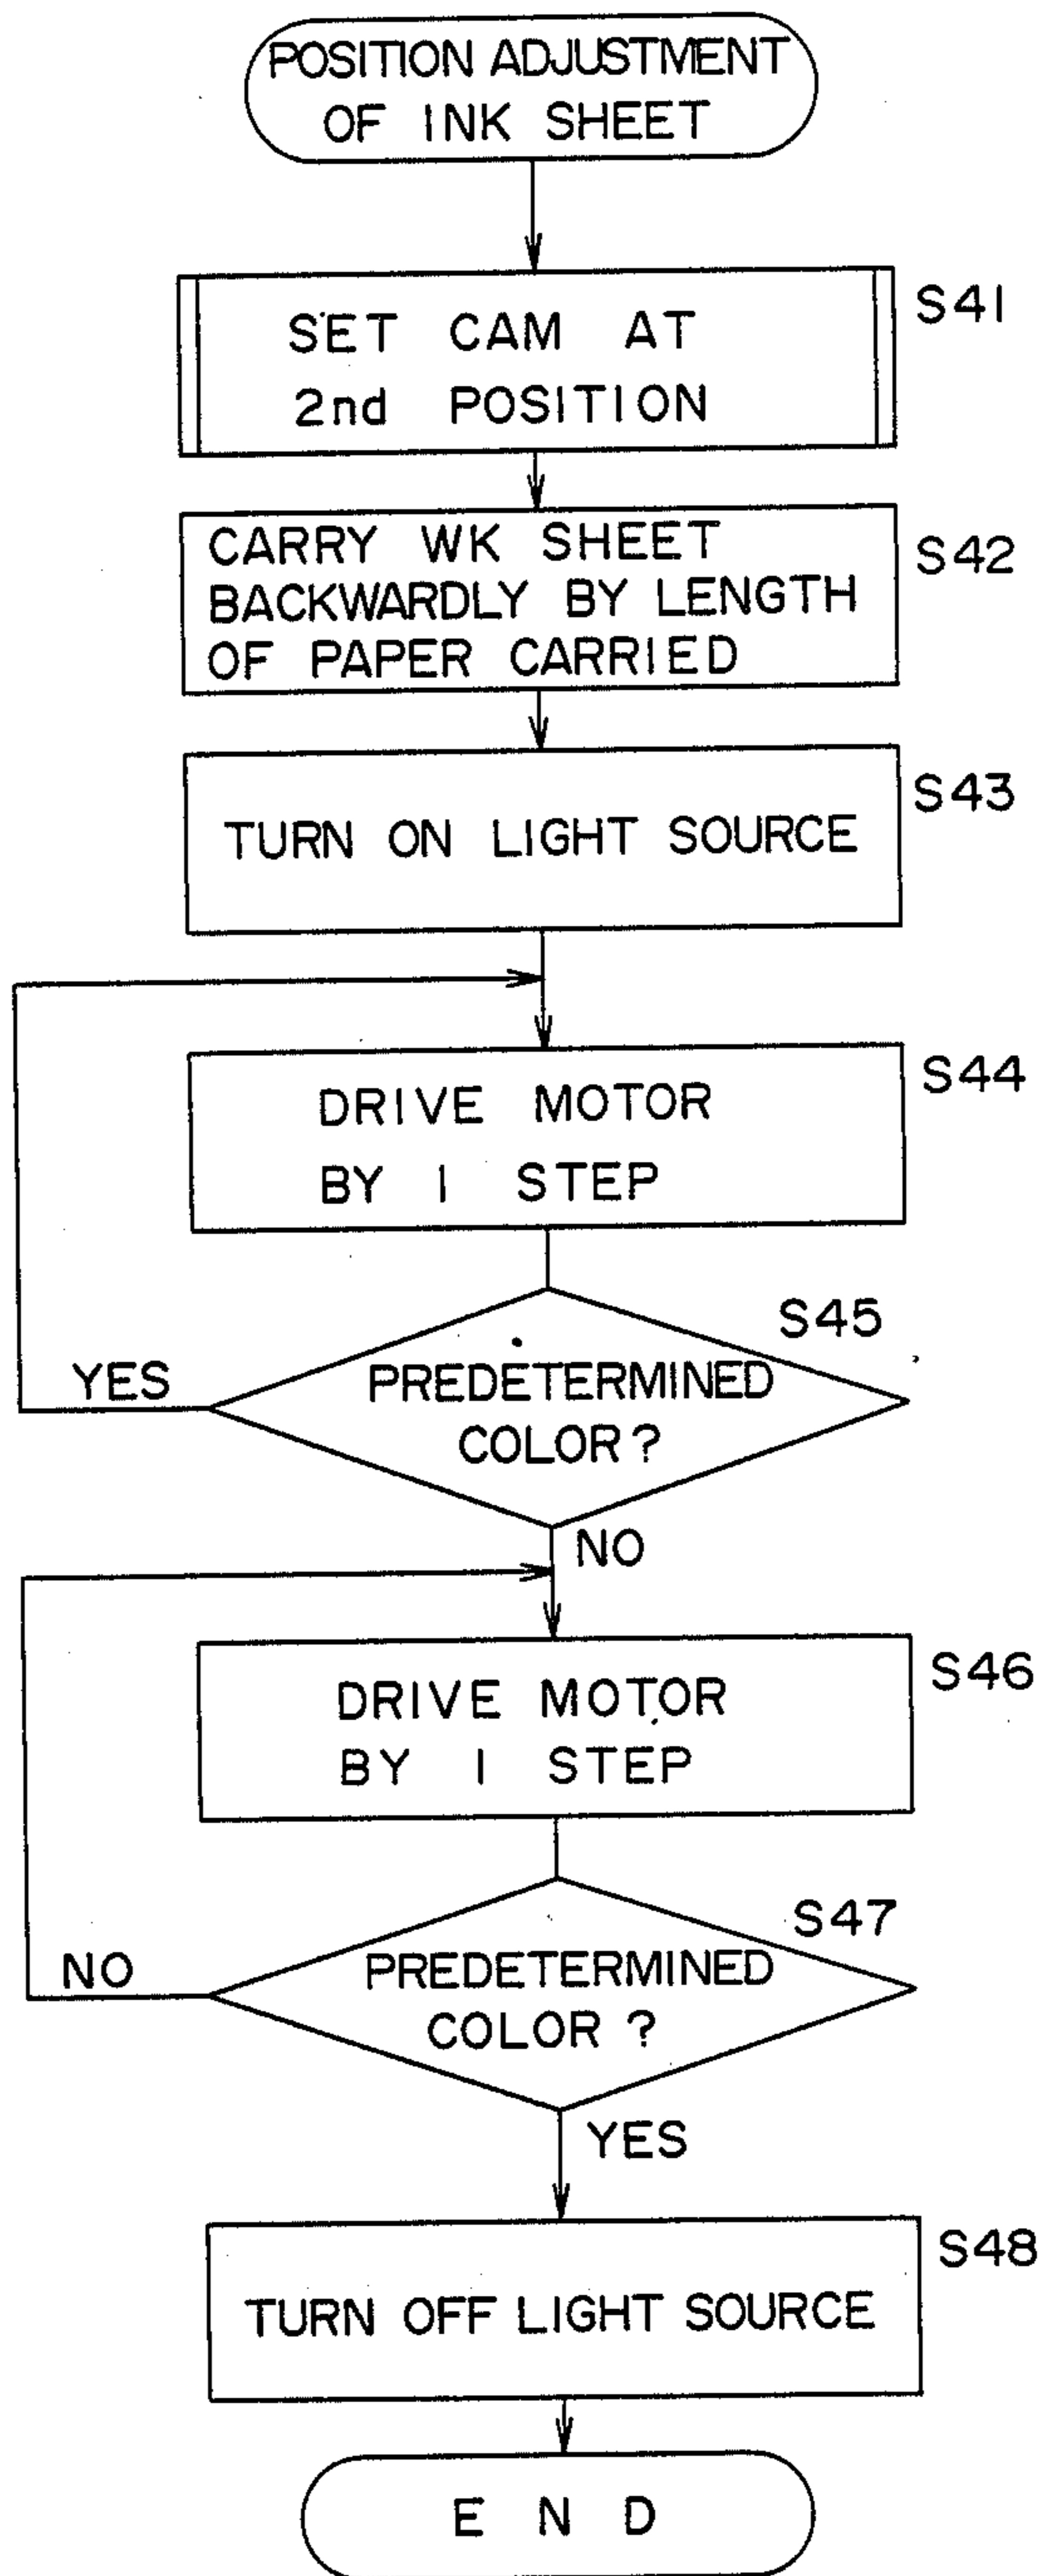 POSITION ADJUSTMENT
OF INK SHEET
SET CAM AT
2nd POSITION
S41
CARRY WK SHEET
BACKWARDLY BY LENGTH
OF PAPER CARRIED
S42
TURN ON LIGHT SOURCE
S43
DRIVE MOTOR
BY 1 STEP
S44
PREDETERMINED
COLOR?
S45
YES
NO
DRIVE MOTOR
BY 1 STEP
S46
PREDETERMINED
COLOR ?
S47
NO
YES
TURN OFF LIGHT SOURCE
S48
END